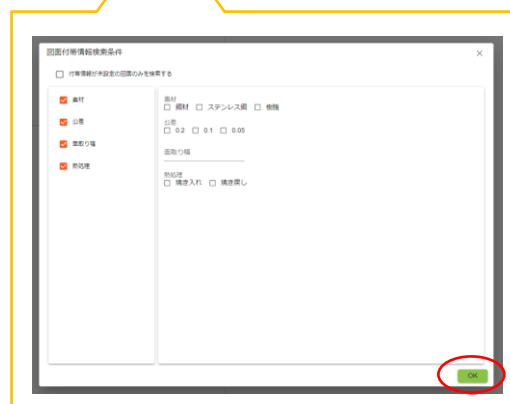 図面付帯情報検索条件
付帯情報が未設定の図面のみを検索する
素材
公差
面取り幅
熱処理
素材
鋼材 ステンレス鋼 樹脂
公差
0.2 0.1 0.05
面取り幅
熱処理
焼き入れ 焼き戻し
OK